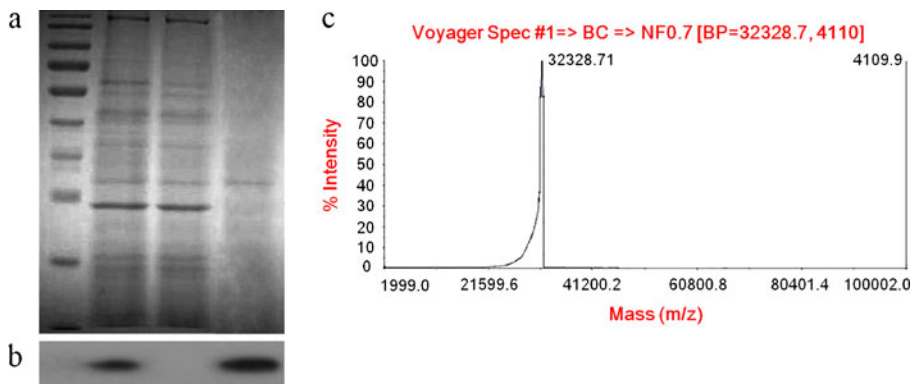 a
b
c
Voyager Spec #1=> BC => NF0.7 [BP=32328.7, 4110]
32328.71
4109.9
100
90
80
70
60
50
40
30
20
10
0
% Intensity
1999.0 21599.6 41200.2 60800.8 80401.4 100002.0
Mass (m/z)